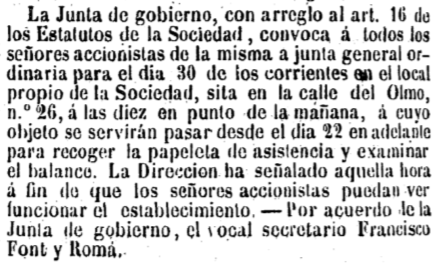 La Junta de gobierno, con arreglo al art. 16 de
los Estatutos de la Sociedad, convoca á todos los
señores accionistas de la misma a junta general or-
dinaria para el dia 30 de los corrientes en el local
propio de la Sociedad, sita en la calle del Olmo,
n.º 26, á las diez en punto de la mañana, á cuyo
objeto se servirán pasar desde el dia 22 en adelante
para recoger la papeleta de asistencia y examinar
el balance. La Direccion ha señalado aquella hora
á fin de que los señores accionistas puedan ver
funcionar el establecimiento. — Por acuerdo de la
Junta de gobierno, el vocal secretario Francisco
Font y Romá.